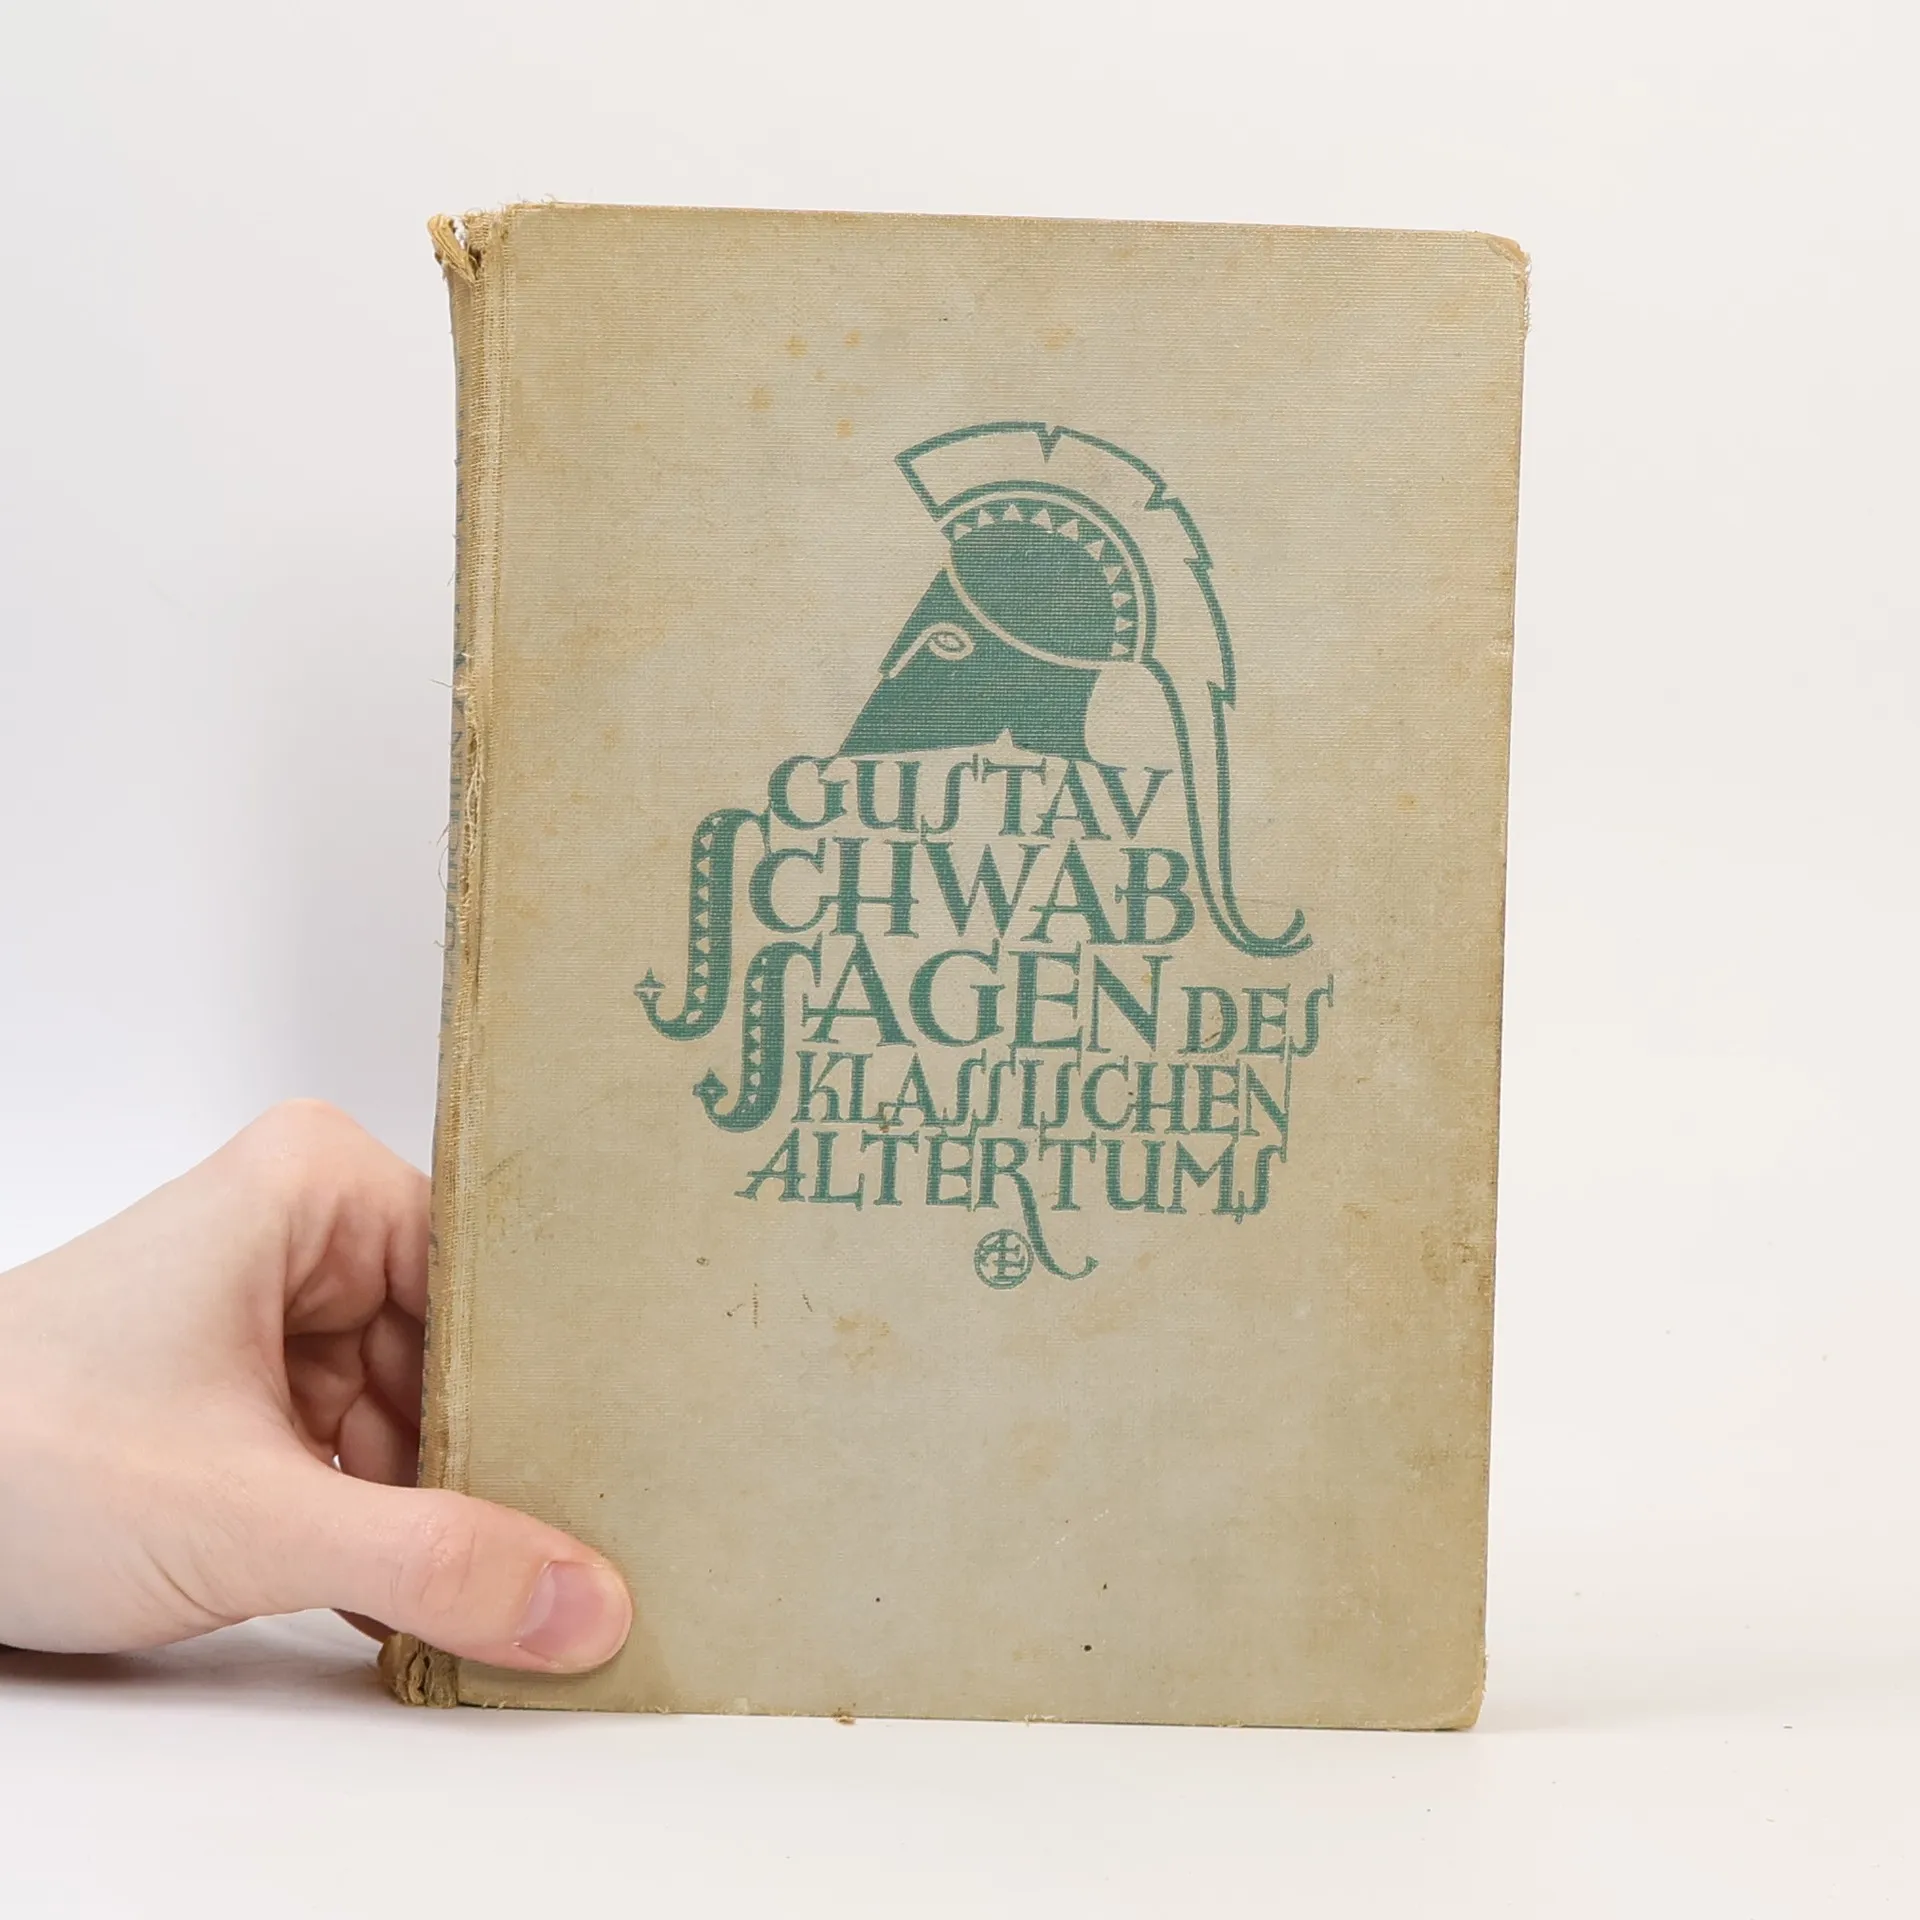 GUSTAV
SCHWAB
SAGEN DES
KLASSISCHEN
ALTERTUMS